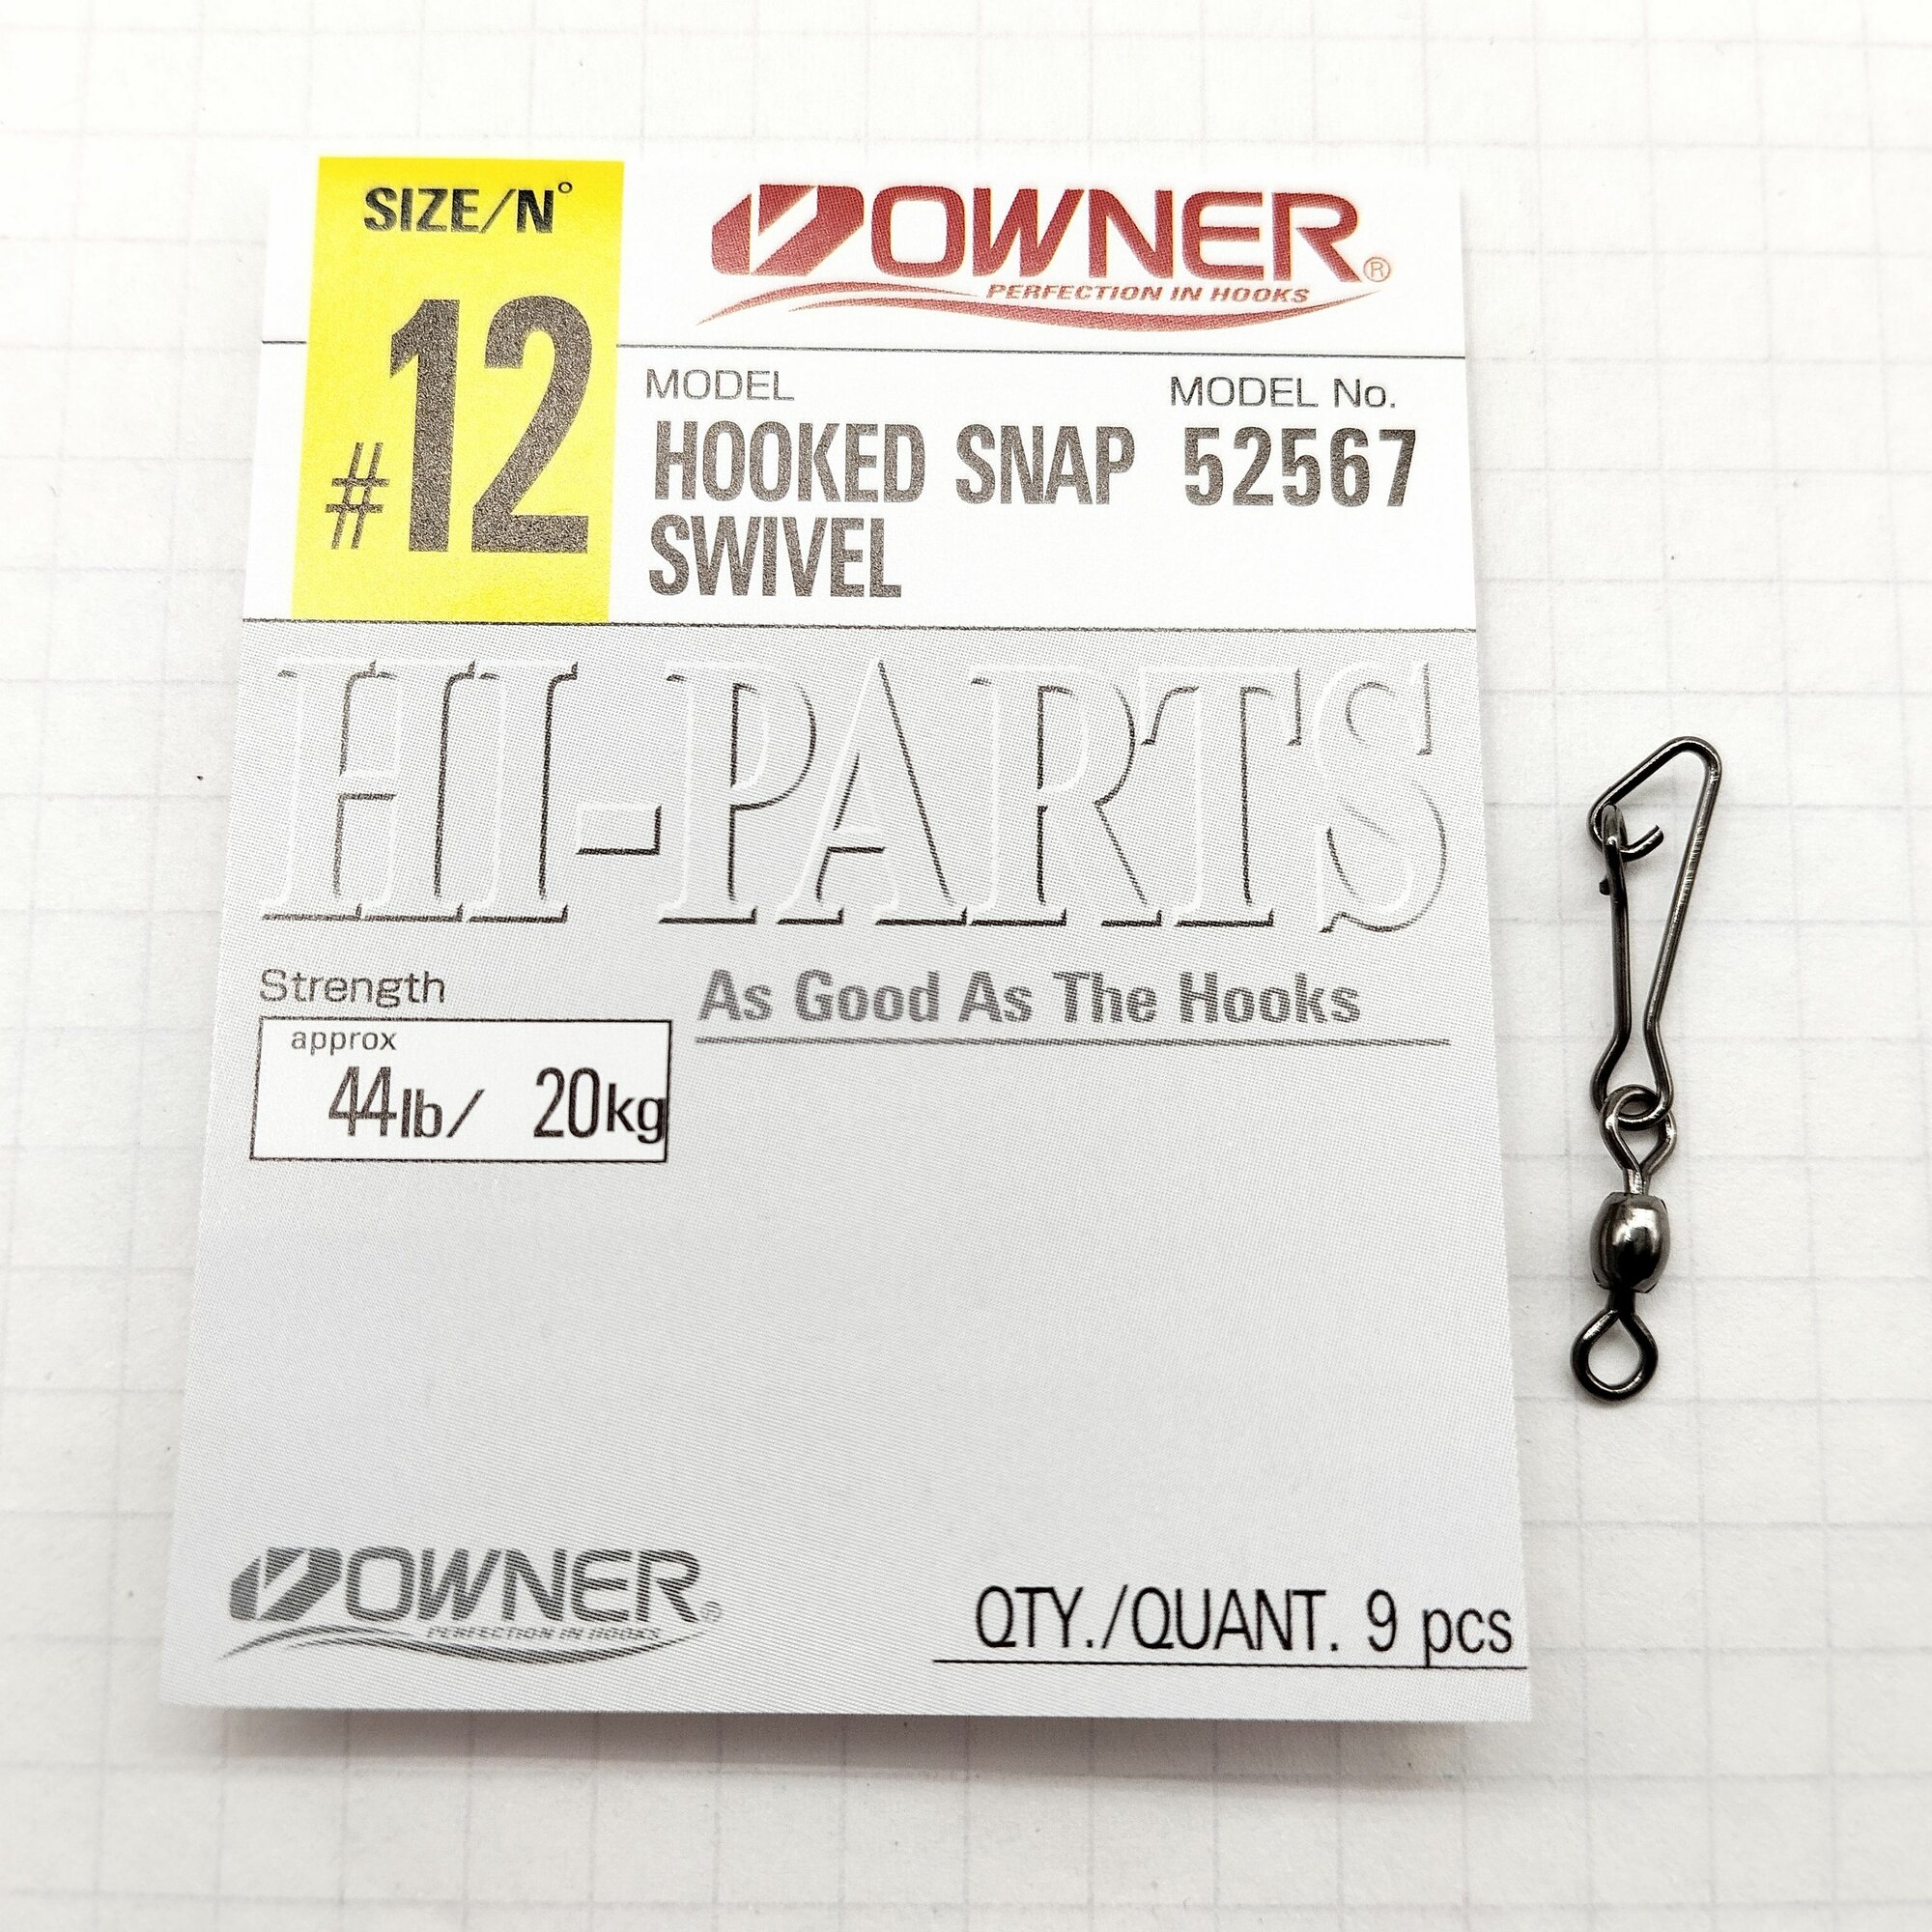 SIZE/N°
#12
OWNER®
PERFECTION IN HOOKS
MODEL
MODEL No.
HOOKED SNAP 52567
SWIVEL
HI-PARTS
As Good As The Hooks
Strength
approx
44lb/ 20kg
OWNER®
PERFECTION IN HOOKS
QTY./QUANT. 9 pcs